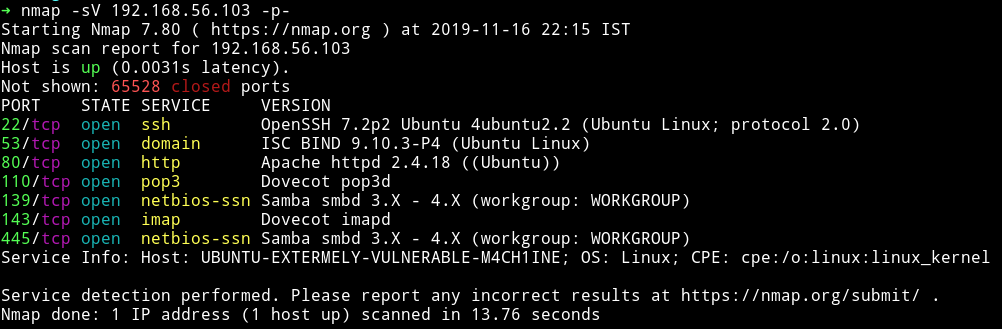 → nmap -sV 192.168.56.103 -p-
Starting Nmap 7.80 ( https://nmap.org ) at 2019-11-16 22:15 IST
Nmap scan report for 192.168.56.103
Host is up (0.0031s latency).
Not shown: 65528 closed ports
PORT    STATE SERVICE     VERSION
22/tcp  open  ssh         OpenSSH 7.2p2 Ubuntu 4ubuntu2.2 (Ubuntu Linux; protocol 2.0)
53/tcp  open  domain      ISC BIND 9.10.3-P4 (Ubuntu Linux)
80/tcp  open  http        Apache httpd 2.4.18 ((Ubuntu))
110/tcp open  pop3        Dovecot pop3d
139/tcp open  netbios-ssn Samba smbd 3.X - 4.X (workgroup: WORKGROUP)
143/tcp open  imap        Dovecot imapd
445/tcp open  netbios-ssn Samba smbd 3.X - 4.X (workgroup: WORKGROUP)
Service Info: Host: UBUNTU-EXTERMELY-VULNERABLE-M4CH1INE; OS: Linux; CPE: cpe:/o:linux:linux_kernel
Service detection performed. Please report any incorrect results at https://nmap.org/submit/ .
Nmap done: 1 IP address (1 host up) scanned in 13.76 seconds